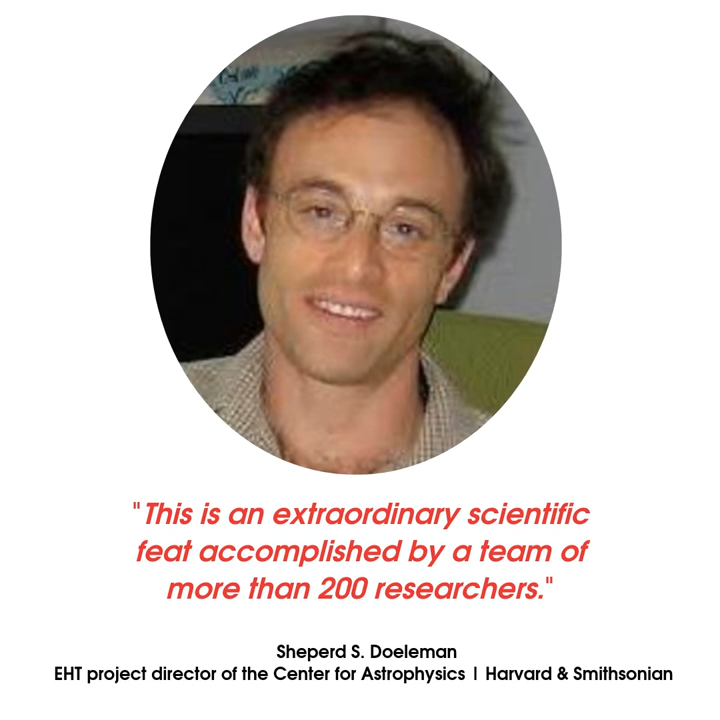 "This is an extraordinary scientific
feat accomplished by a team of
more than 200 researchers."
Sheperd S. Doeleman
EHT project director of the Center for Astrophysics | Harvard & Smithsonian